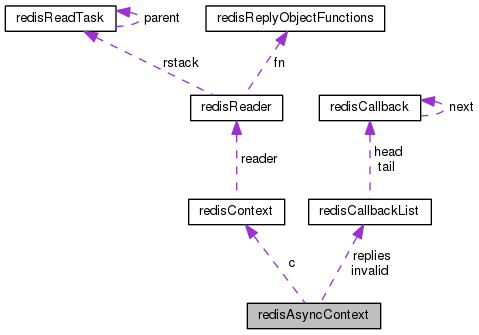 redisReadTask
parent
redisReplyObjectFunctions
rstack
fn
redisReader
redisCallback
next
reader
head
tail
redisContext
redisCallbackList
c
replies
invalid
redisAsyncContext